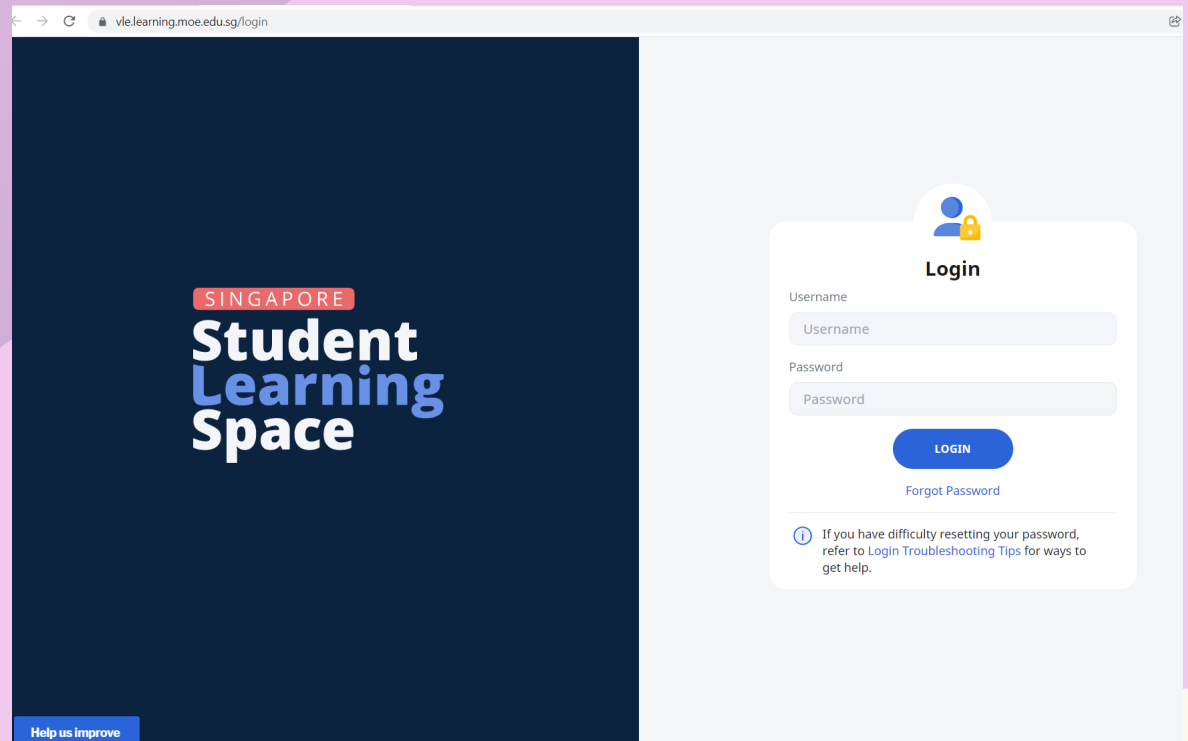 vle.learning.moe.edu.sg/login
SINGAPORE
Student
Learning
Space
Login
Username
Username
Password
Password
LOGIN
Forgot Password
If you have difficulty resetting your password,
refer to Login Troubleshooting Tips for ways to
get help.
Help us improve